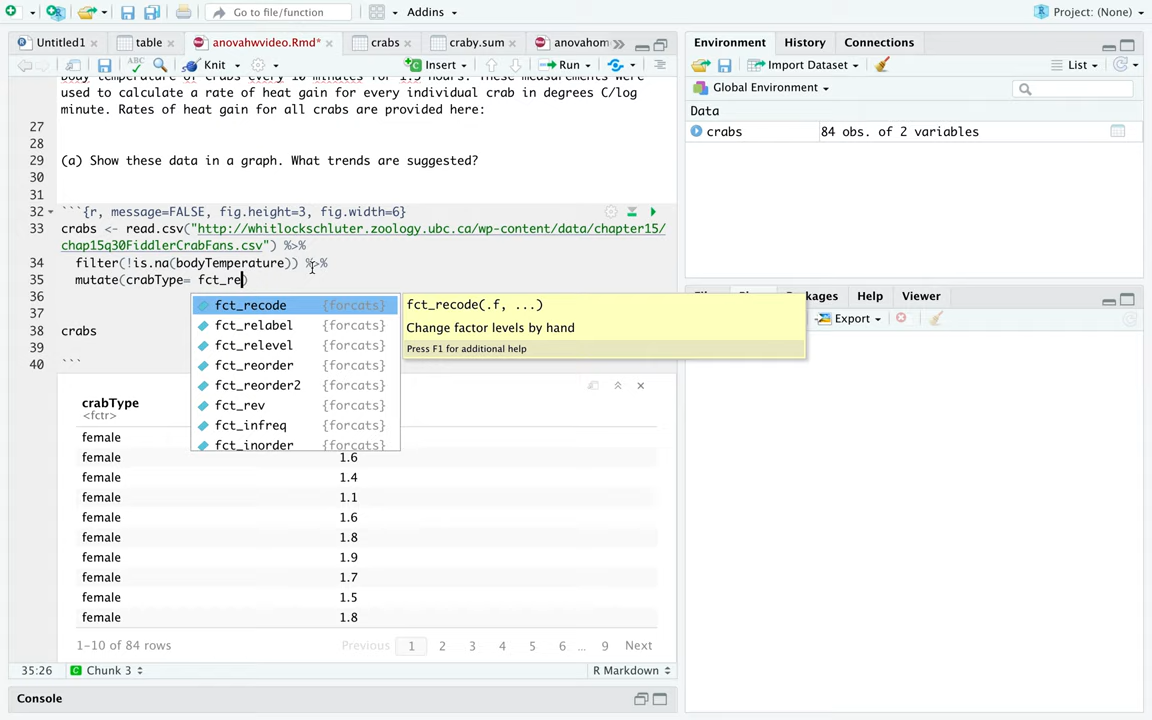 Go to file/function
Addins
Project: (None)
Untitled1
table
anovahwvideo.Rmd*
crabs
craby.sum
anovahom
Knit
Insert
Run
body temperature of crabs every 10 minutes for 1.5 hours. These measurements were
used to calculate a rate of heat gain for every individual crab in degrees C/log
minute. Rates of heat gain for all crabs are provided here:
27
28
29 (a) Show these data in a graph. What trends are suggested?
30
31
32 ```{r, message=FALSE, fig.height=3, fig.width=6}
33 crabs <- read.csv("http://whitlockschluter.zoology.ubc.ca/wp-content/data/chapter15/
chap15q30FiddlerCrabFans.csv") %>%
34 filter(!is.na(bodyTemperature)) %>%
35 mutate(crabType= fct_re)
36
37
38 crabs
39
40 ```
fct_recode {forcats}
fct_relabel {forcats}
fct_relevel {forcats}
fct_reorder {forcats}
fct_reorder2 {forcats}
fct_rev {forcats}
fct_infreq {forcats}
fct_inorder {forcats}
fct_recode(.f, ...)
Change factor levels by hand
Press F1 for additional help
crabType
<fctr>
female
female 1.6
female 1.4
female 1.1
female 1.6
female 1.8
female 1.9
female 1.7
female 1.5
female 1.8
1-10 of 84 rows
Previous 1 2 3 4 5 6 ... 9 Next
35:26
Chunk 3
R Markdown
Console
Environment
History
Connections
Import Dataset
List
Global Environment
Data
crabs 84 obs. of 2 variables
Help
Viewer
Export